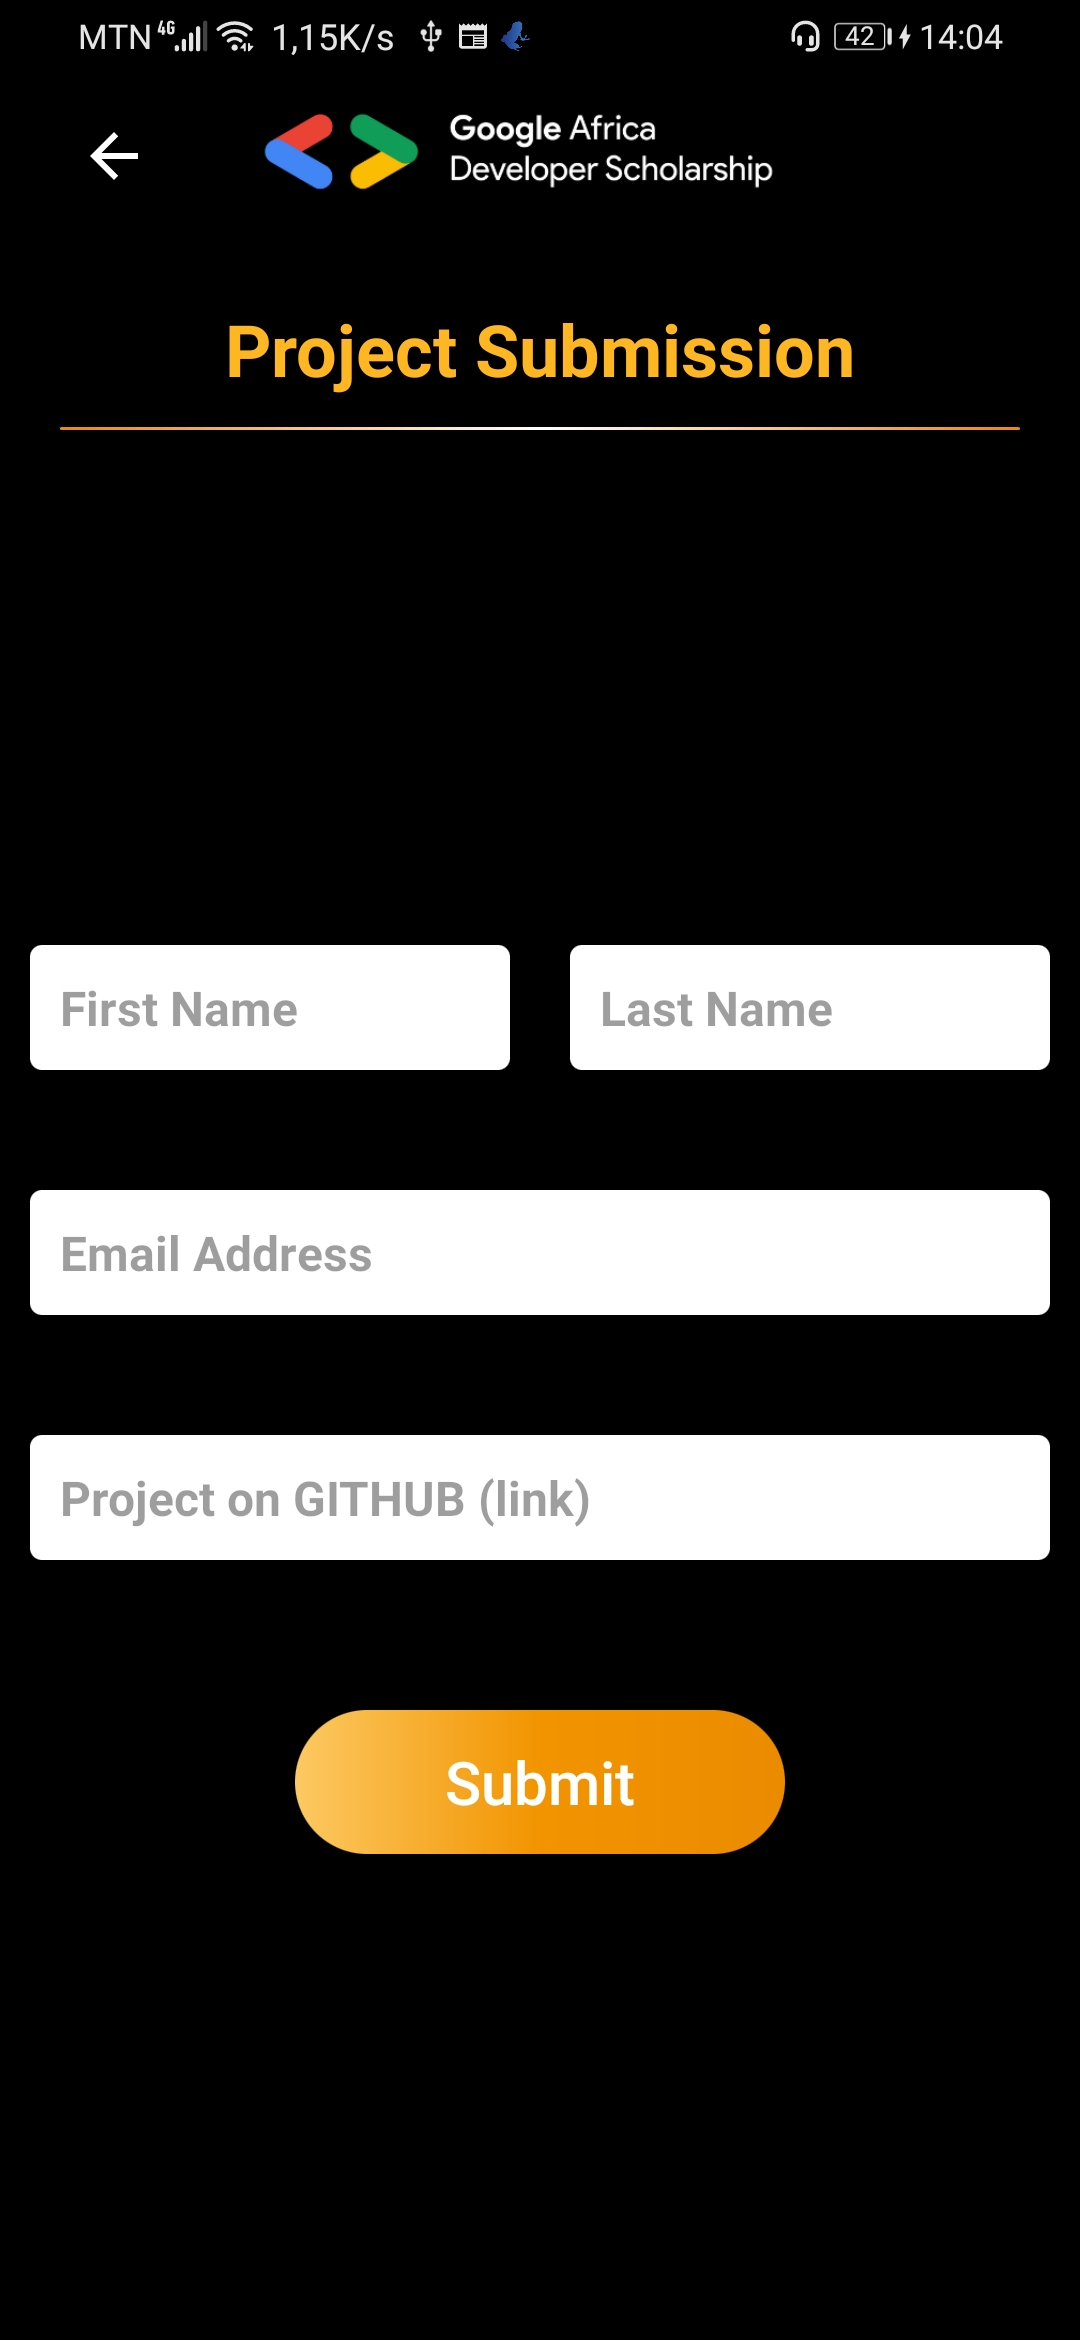 MTN 4G 1,15K/s 42 14:04
Google Africa
Developer Scholarship
Project Submission
First Name Last Name
Email Address
Project on GITHUB (link)
Submit